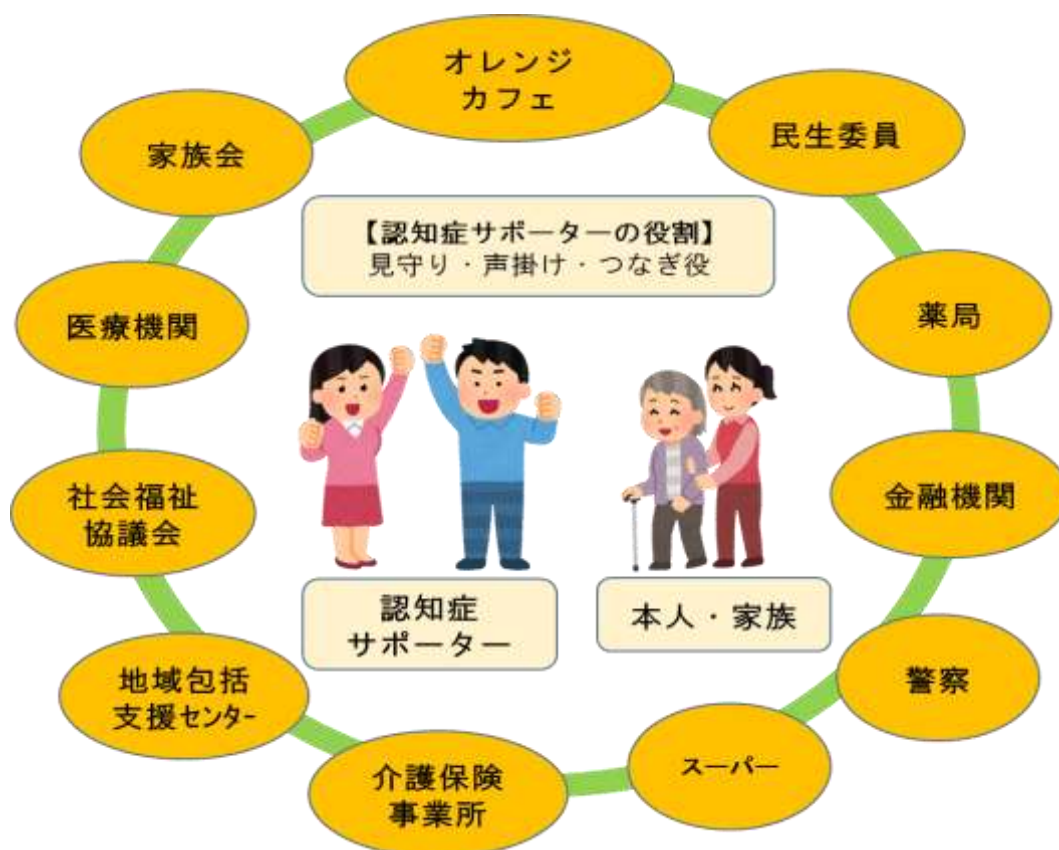 オレンジ
カフェ
民生委員
家族会
【認知症サポーターの役割】
見守り・声掛け・つなぎ役
医療機関
薬局
社会福祉
協議会
金融機関
認知症
サポーター
本人・家族
地域包括
支援センター
警察
スーパー
介護保険
事業所